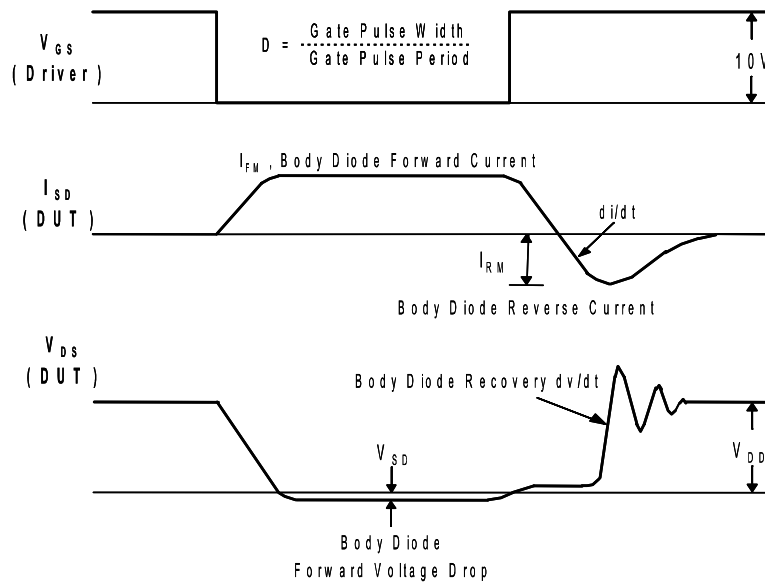 V GS
(Driver)
D = Gate Pulse Width
Gate Pulse Period
10V
I FM , Body Diode Forward Current
I SD
(DUT)
di/dt
I RM
Body Diode Reverse Current
V DS
(DUT)
Body Diode Recovery dv/dt
V SD
V DD
Body Diode
Forward Voltage Drop